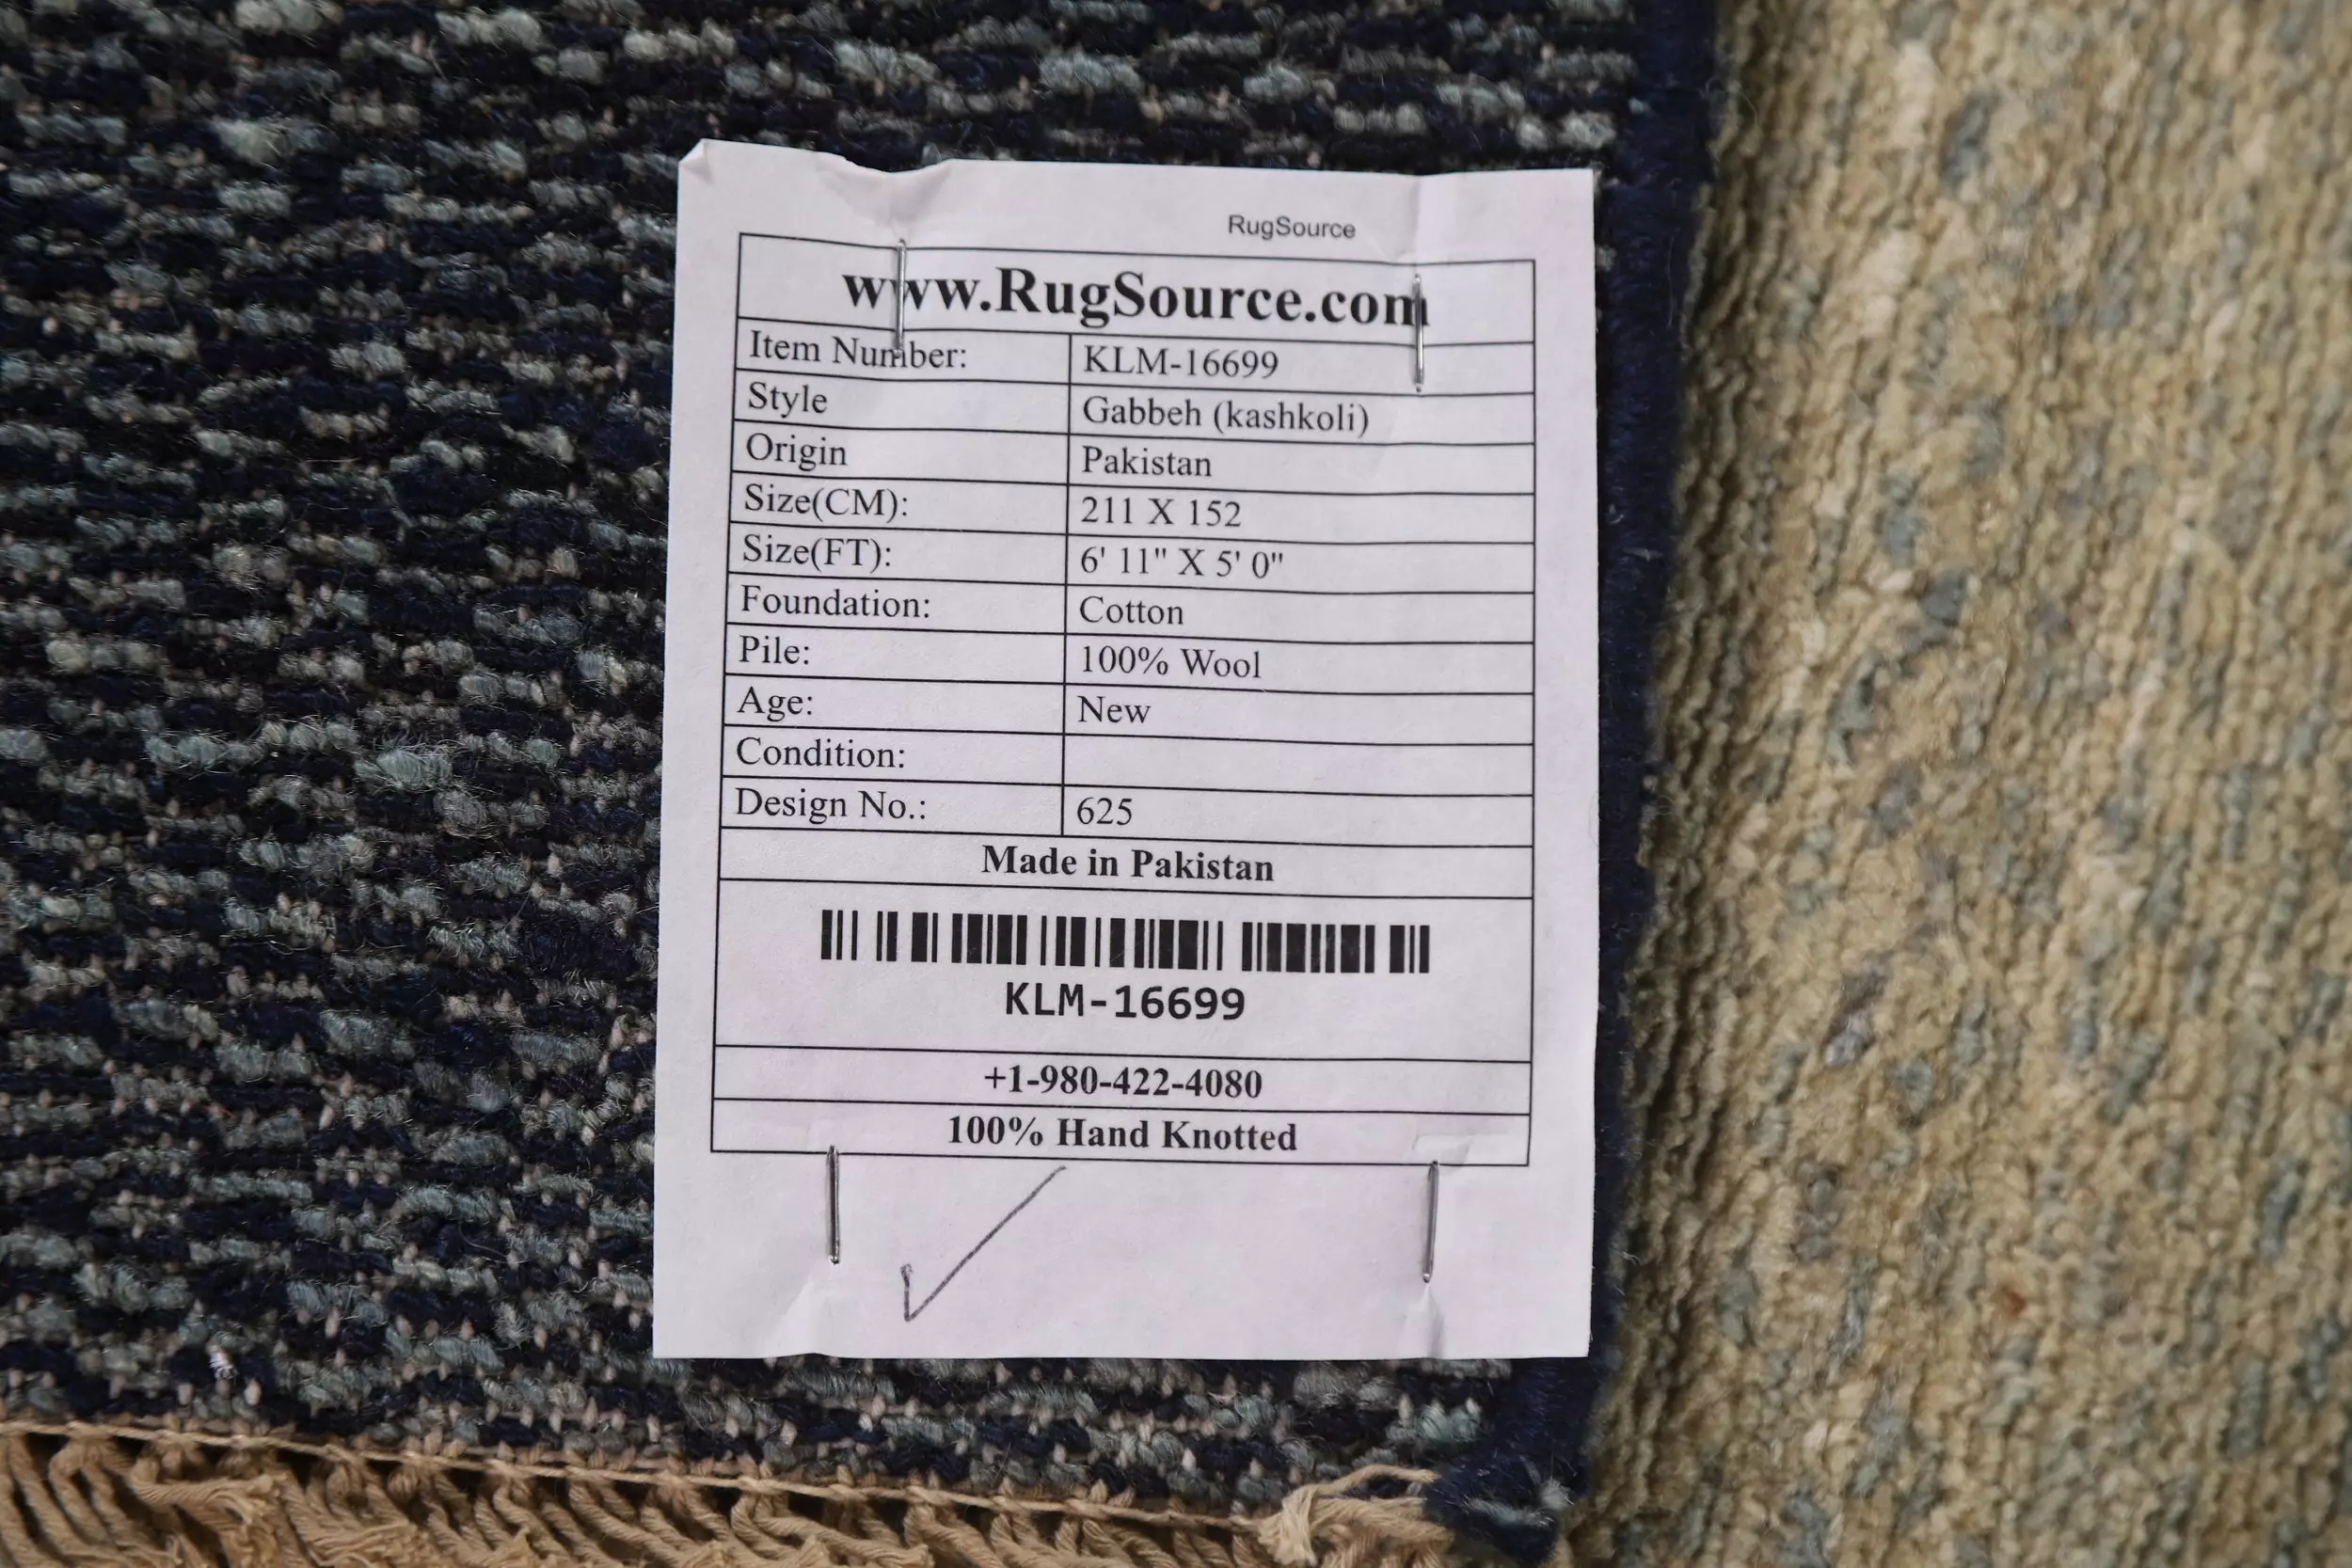 RugSource
www.RugSource.com
Item Number: KLM-16699
Style Gabbeh (kashkoli)
Origin Pakistan
Size(CM): 211 X 152
Size(FT): 6' 11" X 5' 0"
Foundation: Cotton
Pile: 100% Wool
Age: New
Condition:
Design No.: 625
Made in Pakistan
KLM-16699
+1-980-422-4080
100% Hand Knotted